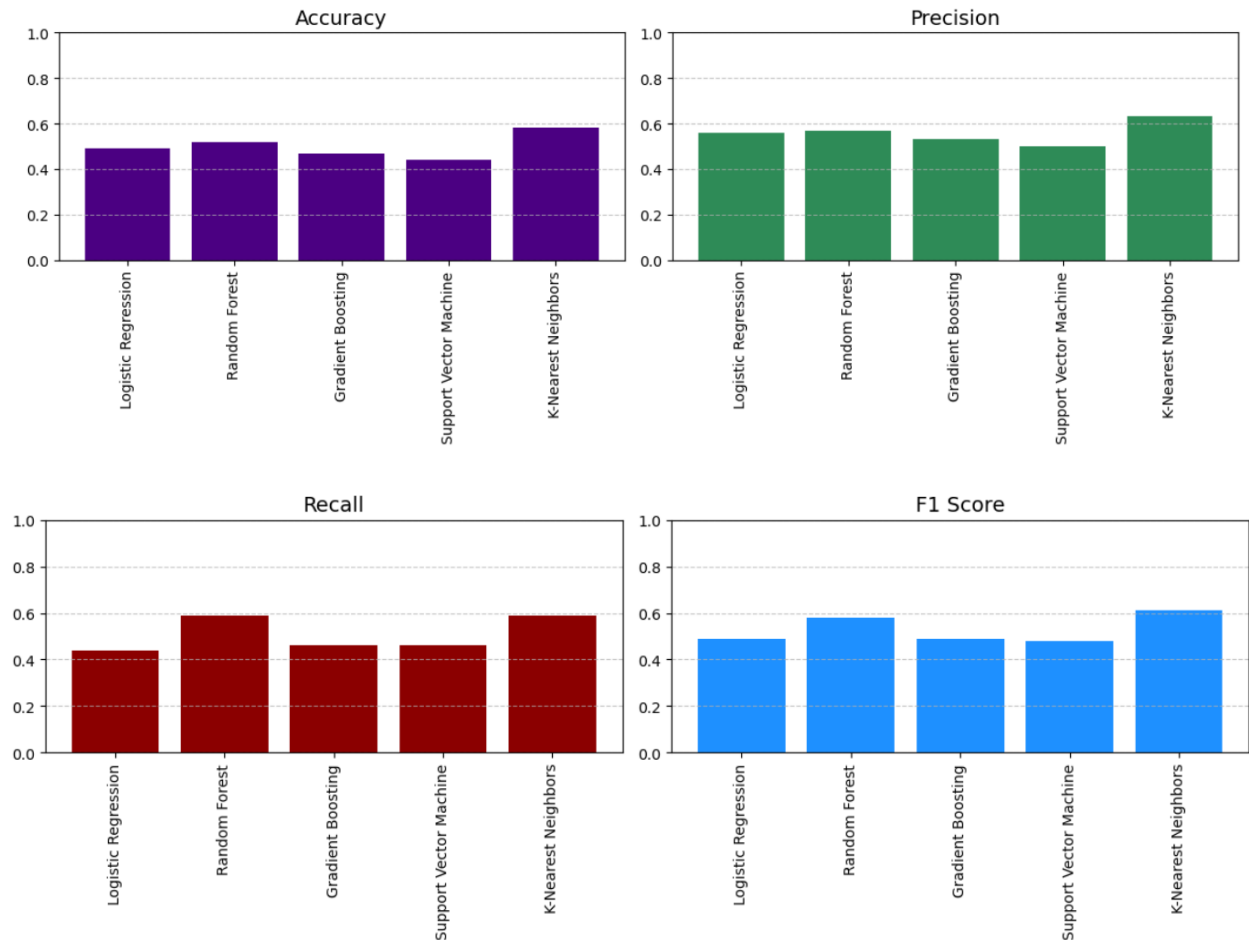 Accuracy
1.0
0.8
0.6
0.4
0.2
0.0
Logistic Regression
Random Forest
Gradient Boosting
Support Vector Machine
K-Nearest Neighbors
Precision
1.0
0.8
0.6
0.4
0.2
0.0
Logistic Regression
Random Forest
Gradient Boosting
Support Vector Machine
K-Nearest Neighbors
Recall
1.0
0.8
0.6
0.4
0.2
0.0
Logistic Regression
Random Forest
Gradient Boosting
Support Vector Machine
K-Nearest Neighbors
F1 Score
1.0
0.8
0.6
0.4
0.2
0.0
Logistic Regression
Random Forest
Gradient Boosting
Support Vector Machine
K-Nearest Neighbors